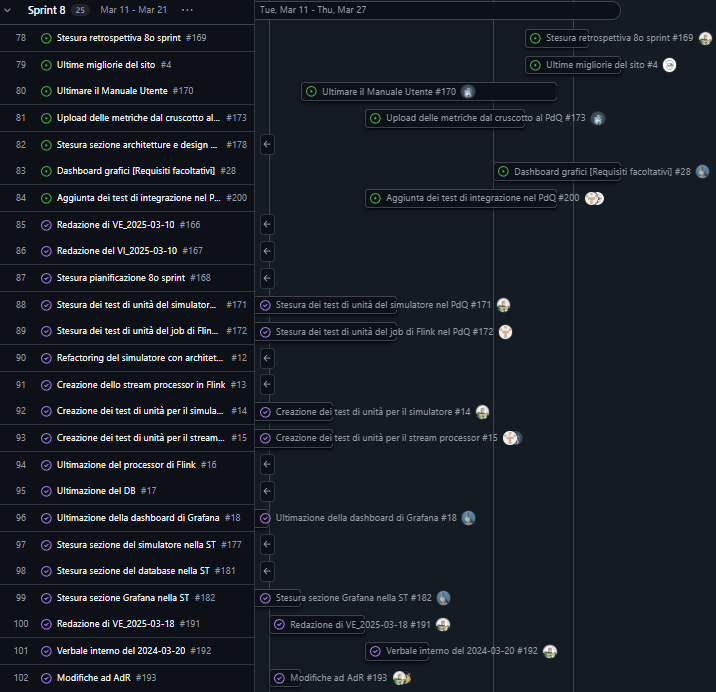 Sprint 8 25 Mar 11 - Mar 21 ... Tue, Mar 11 - Thu, Mar 27
78 Stesura retrospettiva 8o sprint #169 Stesura retrospettiva 8o sprint #169
79 Ultime migliorie del sito #4 Ultime migliorie del sito #4
80 Ultimare il Manuale Utente #170 Ultimare il Manuale Utente #170
81 Upload delle metriche dal cruscotto al... #173 Upload delle metriche dal cruscotto al PdQ #173
82 Stesura sezione architetture e design ... #178
83 Dashboard grafici [Requisiti facoltativi] #28 Dashboard grafici [Requisiti facoltativi] #28
84 Aggiunta dei test di integrazione nel P... #200 Aggiunta dei test di integrazione nel PdQ #200
85 Redazione di VE_2025-03-10 #166
86 Redazione del VI_2025-03-10 #167
87 Stesura pianificazione 8o sprint #168
88 Stesura dei test di unità del simulator... #171 Stesura dei test di unità del simulatore nel PdQ #171
89 Stesura dei test di unità del job di Flin... #172 Stesura dei test di unità del job di Flink nel PdQ #172
90 Refactoring del simulatore con architet... #12
91 Creazione dello stream processor in Flink #13
92 Creazione dei test di unità per il simula... #14 Creazione dei test di unità per il simulatore #14
93 Creazione dei test di unità per il stream... #15 Creazione dei test di unità per il stream processor #15
94 Ultimazione del processor di Flink #16
95 Ultimazione del DB #17
96 Ultimazione della dashboard di Grafana #18 Ultimazione della dashboard di Grafana #18
97 Stesura sezione del simulatore nella ST #177
98 Stesura sezione del database nella ST #181
99 Stesura sezione Grafana nella ST #182 Stesura sezione Grafana nella ST #182
100 Redazione di VE_2025-03-18 #191 Redazione di VE_2025-03-18 #191
101 Verbale interno del 2024-03-20 #192 Verbale interno del 2024-03-20 #192
102 Modifiche ad AdR #193 Modifiche ad AdR #193